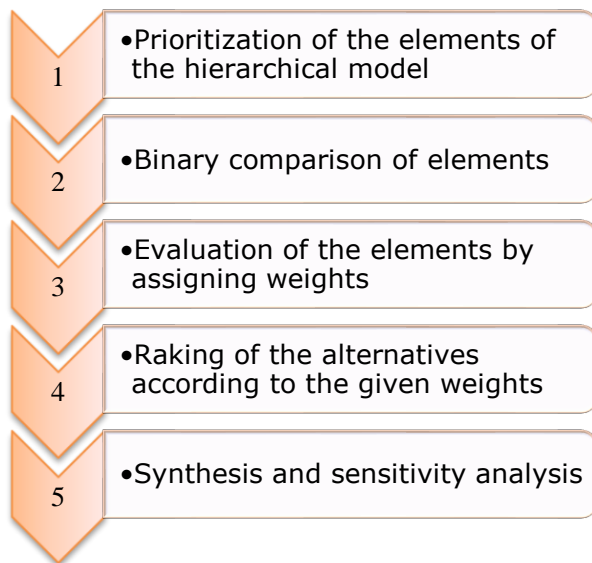 1
•Prioritization of the elements of
the hierarchical model
2
•Binary comparison of elements
3
•Evaluation of the elements by
assigning weights
4
•Raking of the alternatives
according to the given weights
5
•Synthesis and sensitivity analysis